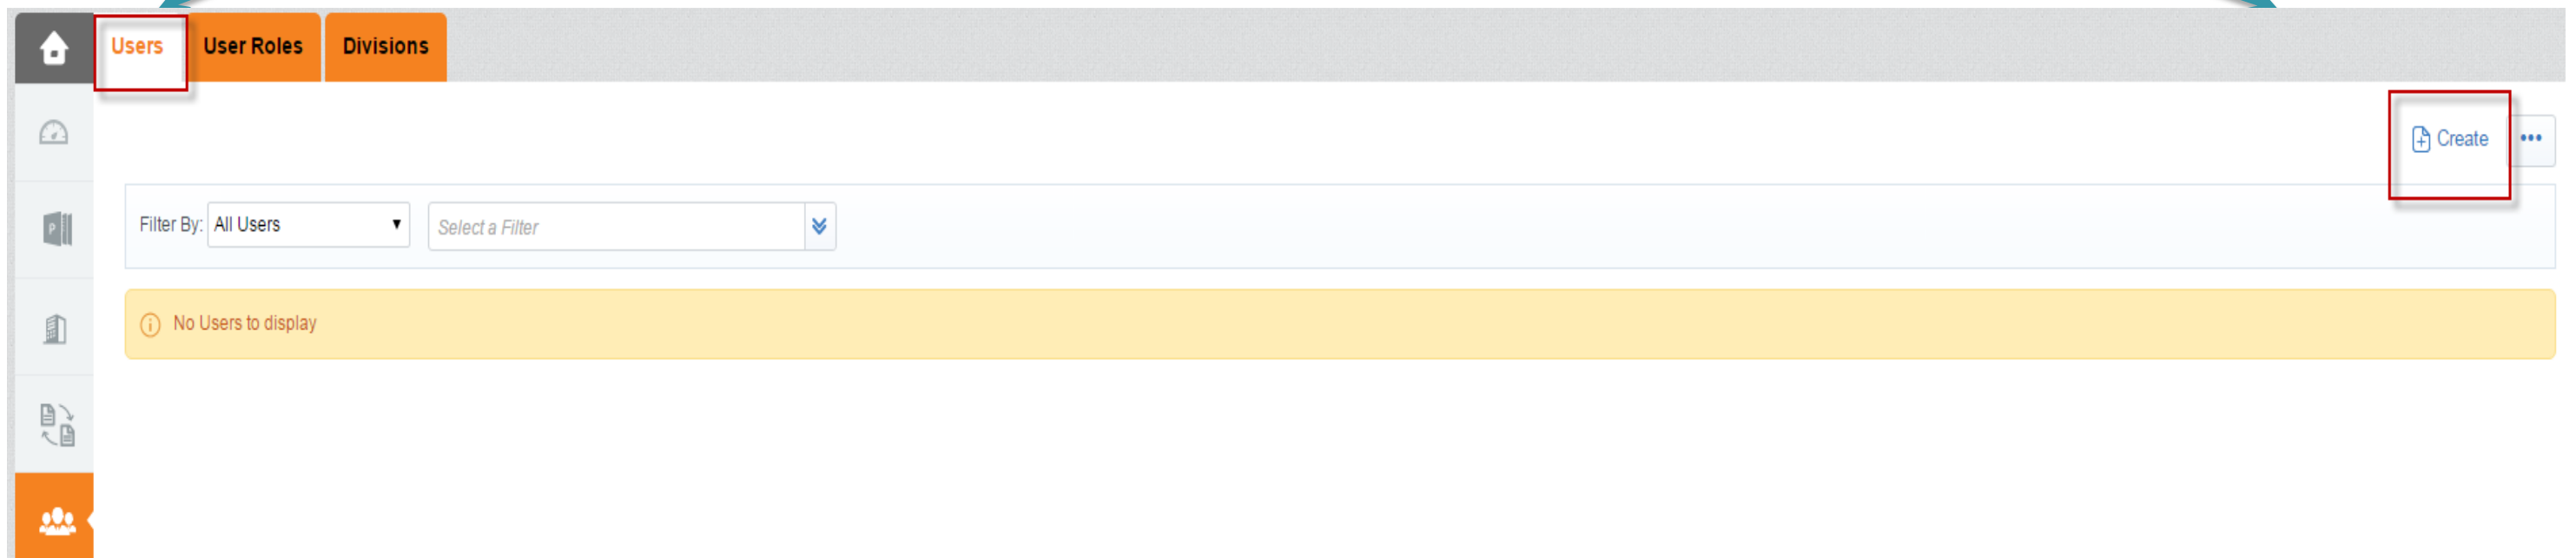 Users User Roles Divisions
Create
Filter By: All Users Select a Filter
No Users to display
P